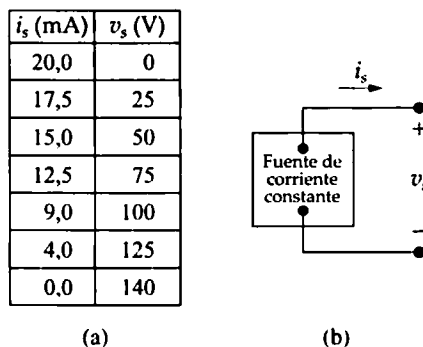 i_s (mA) v_s (V)
20,0 0
17,5 25
15,0 50
12,5 75
9,0 100
4,0 125
0,0 140
(a)
i_s
Fuente de
corriente
constante
+
v_s
−
(b)